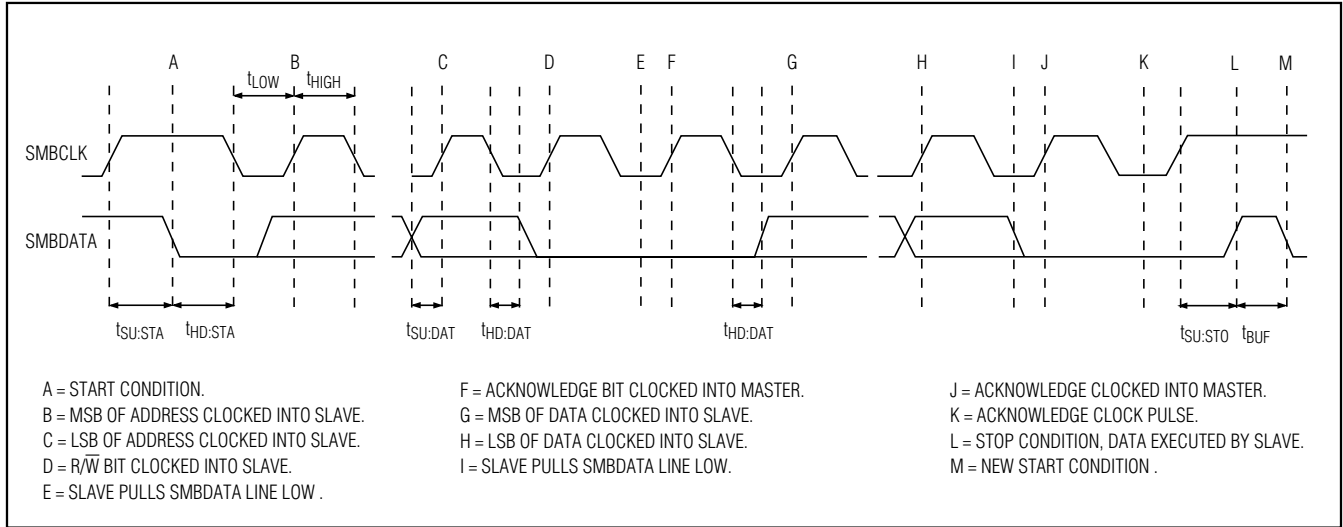 A B C D E F G H I J K L M
tLOW tHIGH
SMBCLK
SMBDATA
tSU:STA tHD:STA tSU:DAT tHD:DAT tHD:DAT tSU:STO tBUF
A = START CONDITION.
B = MSB OF ADDRESS CLOCKED INTO SLAVE.
C = LSB OF ADDRESS CLOCKED INTO SLAVE.
D = R/W̅ BIT CLOCKED INTO SLAVE.
E = SLAVE PULLS SMBDATA LINE LOW .
F = ACKNOWLEDGE BIT CLOCKED INTO MASTER.
G = MSB OF DATA CLOCKED INTO SLAVE.
H = LSB OF DATA CLOCKED INTO SLAVE.
I = SLAVE PULLS SMBDATA LINE LOW.
J = ACKNOWLEDGE CLOCKED INTO MASTER.
K = ACKNOWLEDGE CLOCK PULSE.
L = STOP CONDITION, DATA EXECUTED BY SLAVE.
M = NEW START CONDITION .